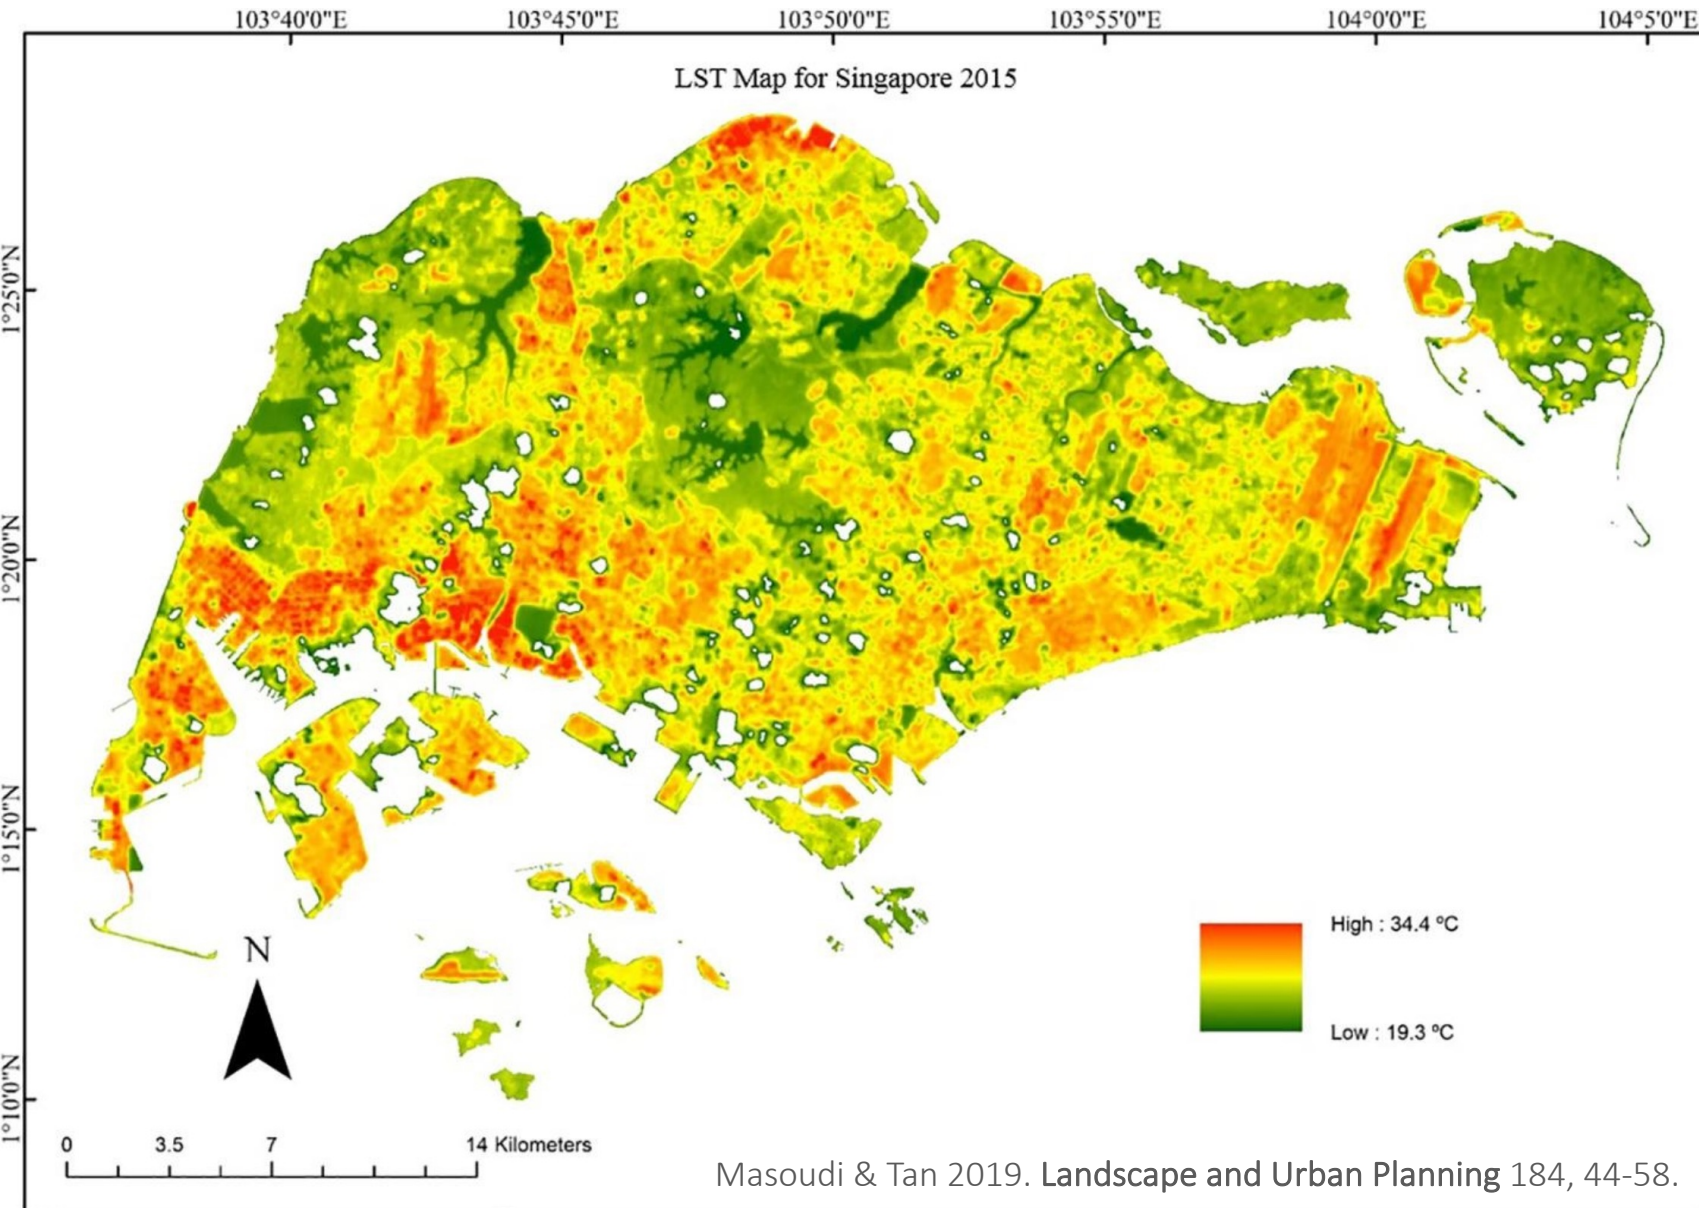 103°40'0"E 103°45'0"E 103°50'0"E 103°55'0"E 104°0'0"E 104°5'0"E
LST Map for Singapore 2015
1°25'0"N
1°20'0"N
1°15'0"N
1°10'0"N
High : 34.4 ºC
Low : 19.3 ºC
N
0 3.5 7 14 Kilometers
Masoudi & Tan 2019. Landscape and Urban Planning 184, 44-58.